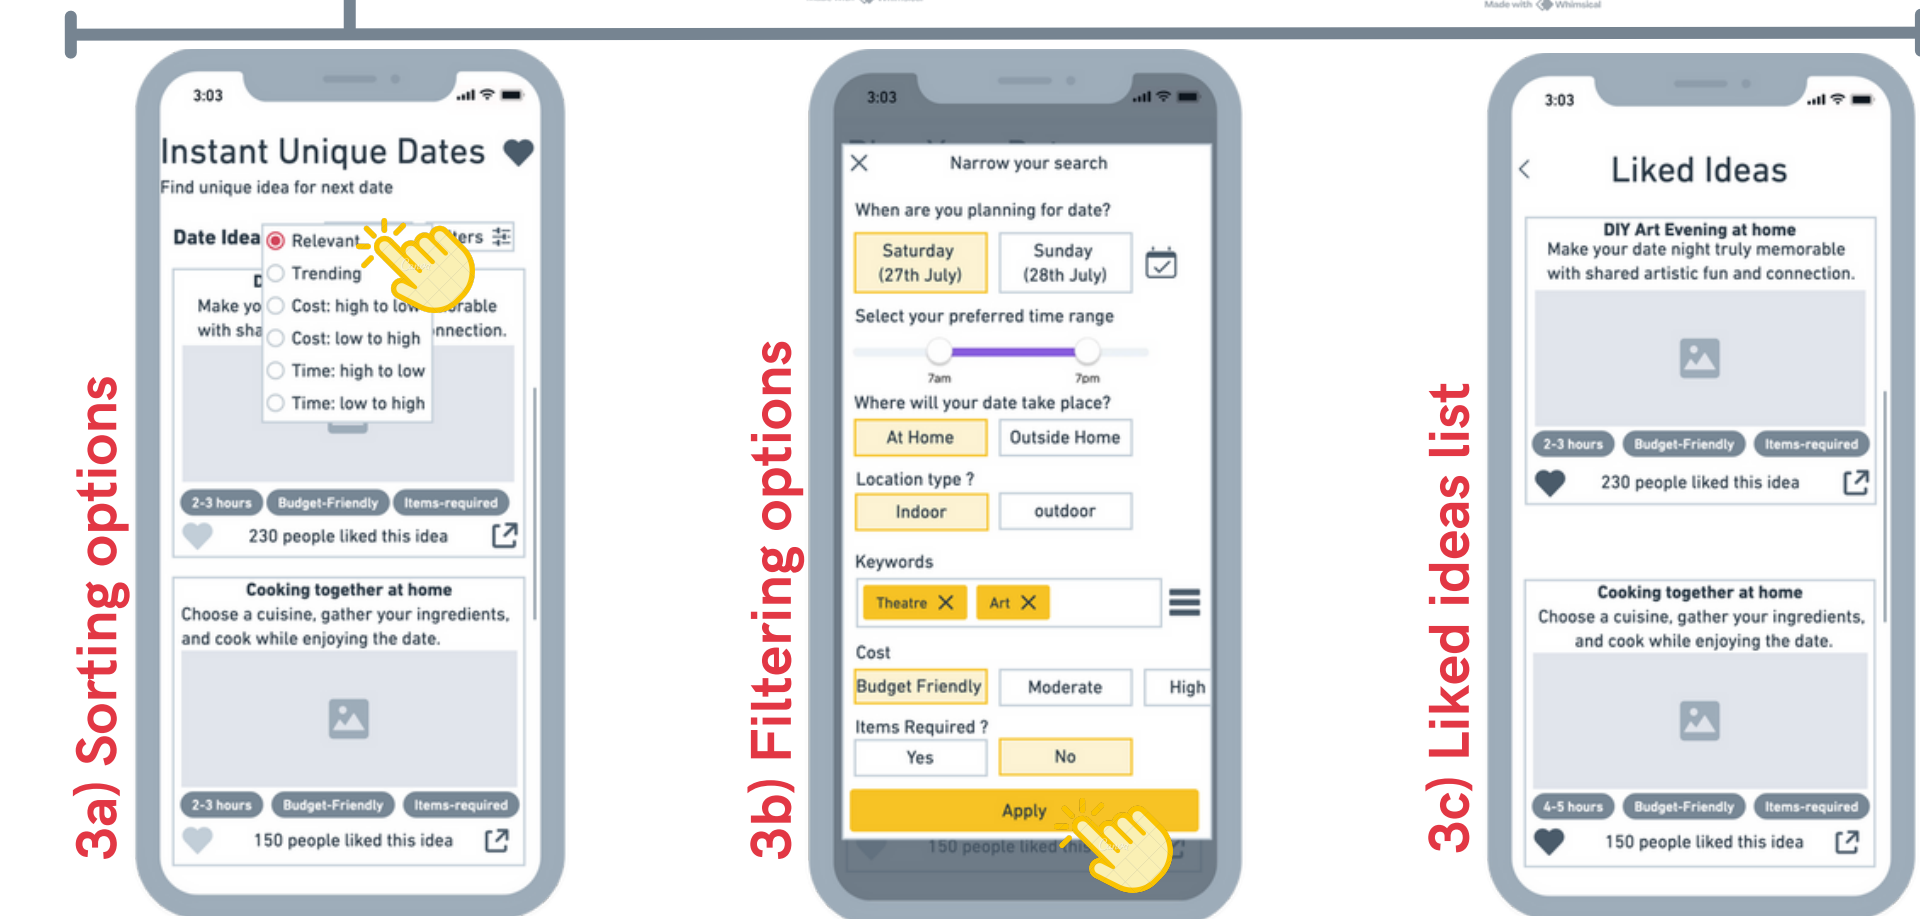 Made with Whimsical
Made with Whimsical
3a) Sorting options
3:03
Instant Unique Dates
Find unique idea for next date
Date Idea
ters
Relevant
Trending
Cost: high to low
Cost: low to high
Time: high to low
Time: low to high
D
Make yo
orable
with sha
nnection.
2-3 hours Budget-Friendly Items-required
230 people liked this idea
Cooking together at home
Choose a cuisine, gather your ingredients,
and cook while enjoying the date.
2-3 hours Budget-Friendly Items-required
150 people liked this idea
3b) Filtering options
3:03
Narrow your search
When are you planning for date?
Saturday
(27th July)
Sunday
(28th July)
Select your preferred time range
7am 7pm
Where will your date take place?
At Home Outside Home
Location type ?
Indoor outdoor
Keywords
Theatre Art
Cost
Budget Friendly Moderate High
Items Required ?
Yes No
Apply
150 people liked this
3c) Liked ideas list
3:03
Liked Ideas
DIY Art Evening at home
Make your date night truly memorable
with shared artistic fun and connection.
2-3 hours Budget-Friendly Items-required
230 people liked this idea
Cooking together at home
Choose a cuisine, gather your ingredients,
and cook while enjoying the date.
4-5 hours Budget-Friendly Items-required
150 people liked this idea